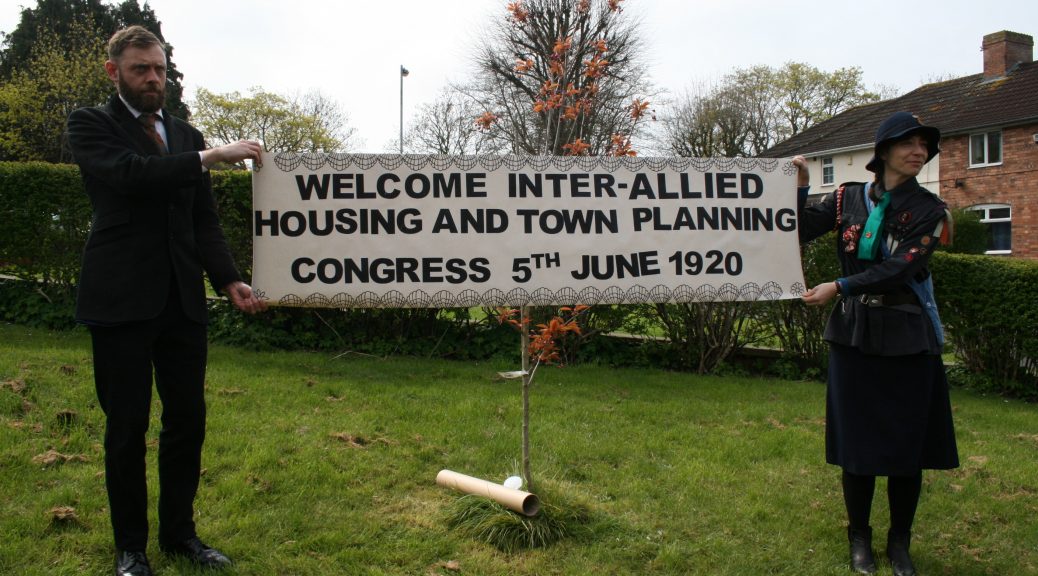 WELCOME INTER-ALLIED
HOUSING AND TOWN PLANNING
CONGRESS 5TH JUNE 1920